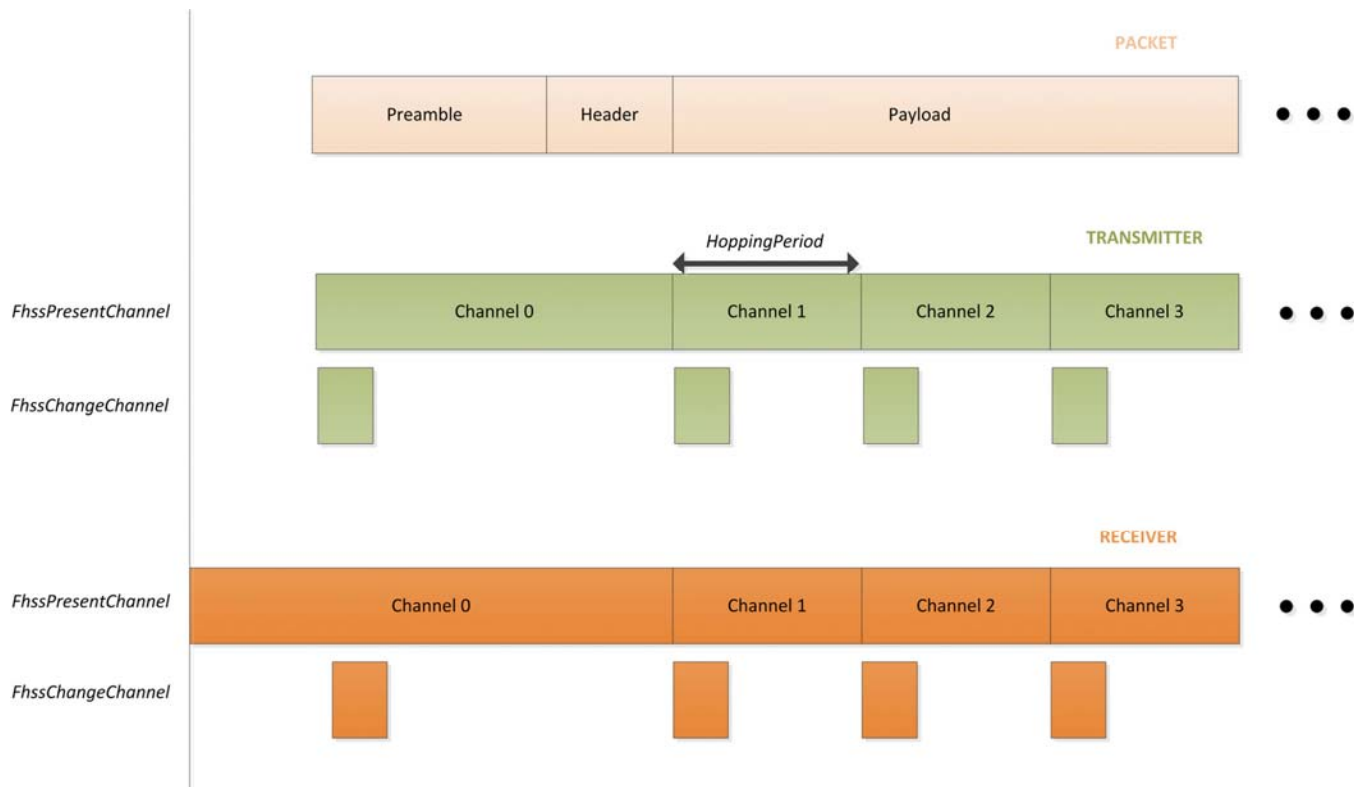 PACKET
Preamble Header Payload
HoppingPeriod TRANSMITTER
FhssPresentChannel Channel 0 Channel 1 Channel 2 Channel 3
FhssChangeChannel
RECEIVER
FhssPresentChannel Channel 0 Channel 1 Channel 2 Channel 3
FhssChangeChannel